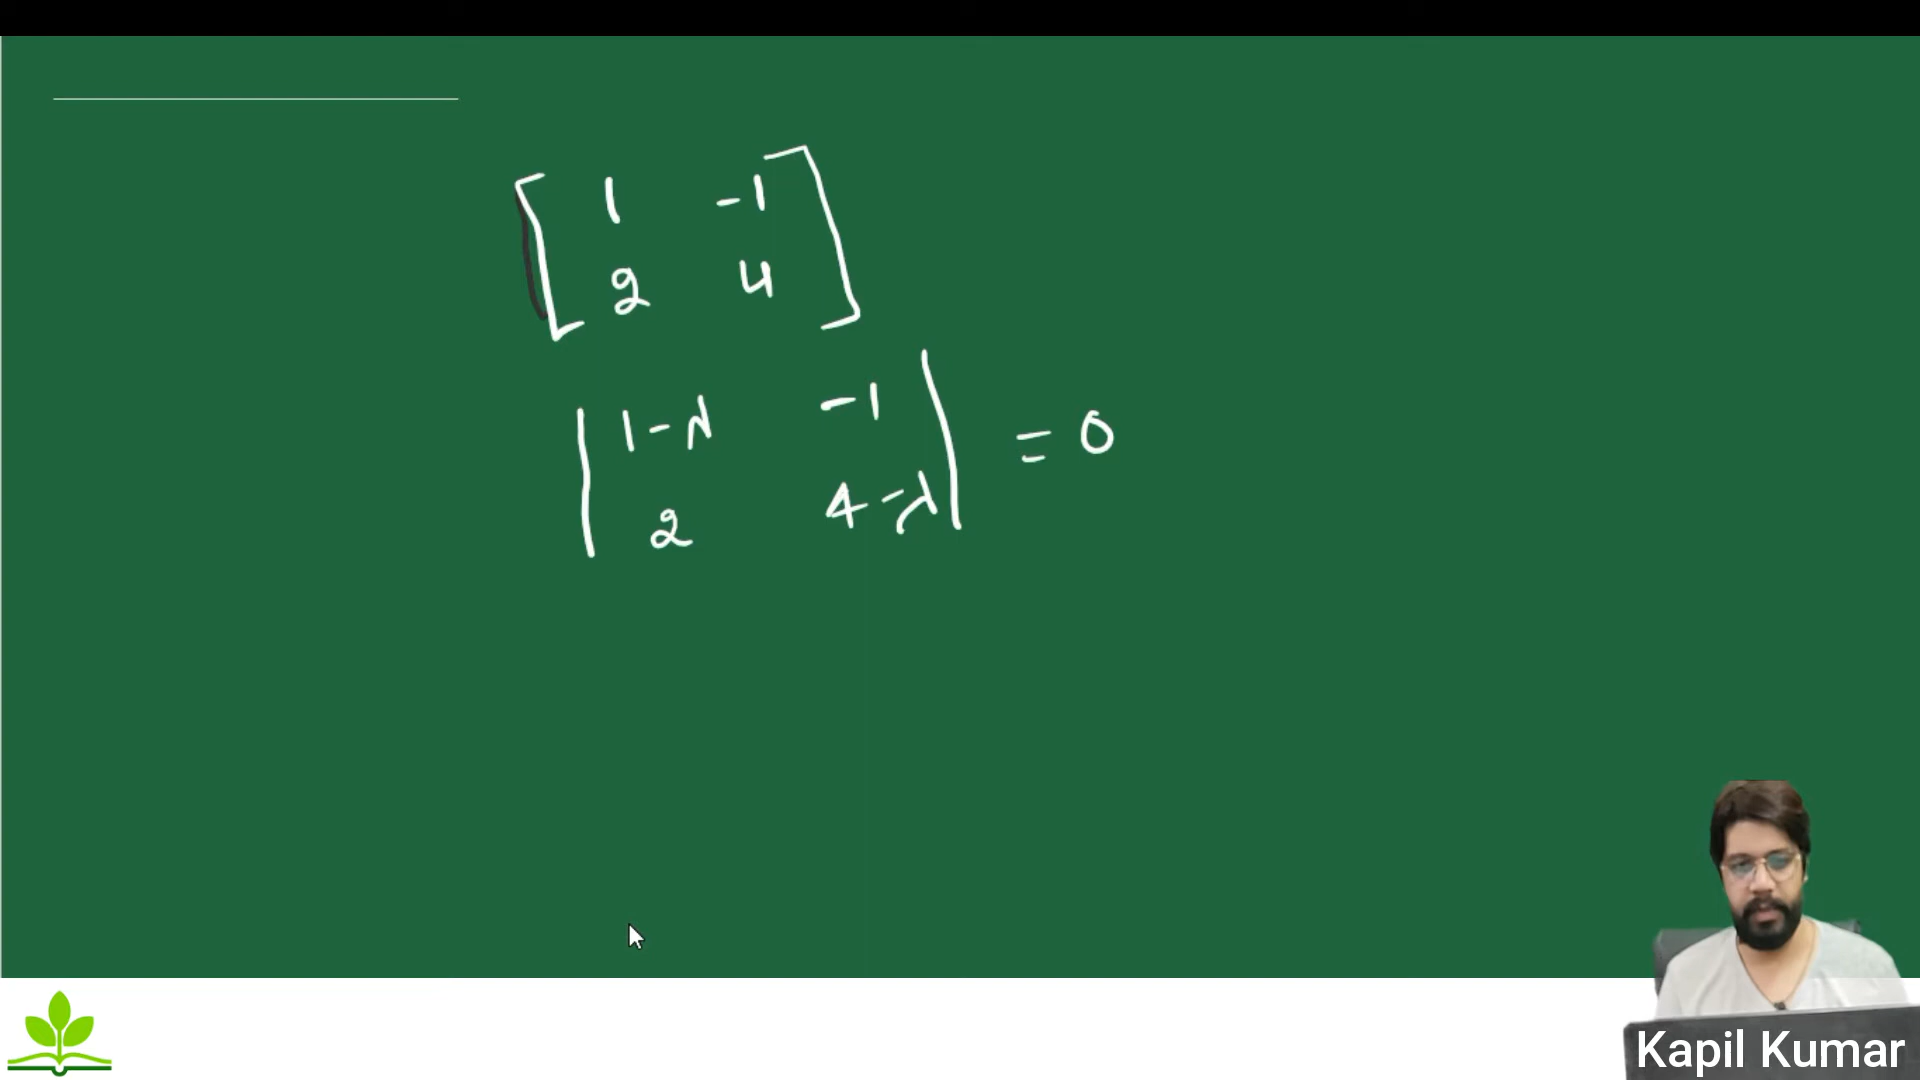 [ 1 -1
2 4 ]
| 1-λ -1 |
| 2 4-λ | = 0
Kapil Kumar